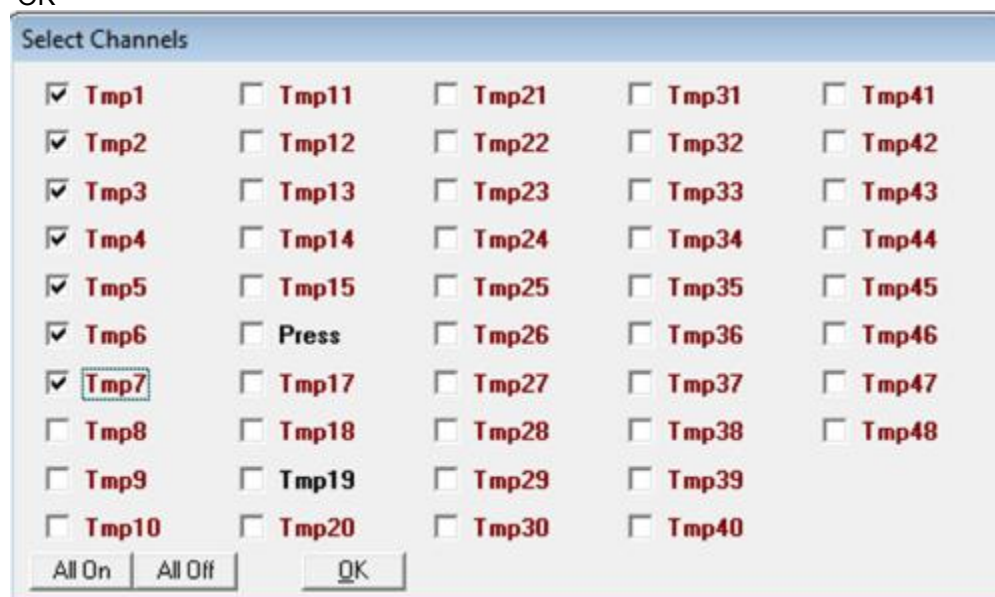 OK
Select Channels
Tmp1 Tmp11 Tmp21 Tmp31 Tmp41
Tmp2 Tmp12 Tmp22 Tmp32 Tmp42
Tmp3 Tmp13 Tmp23 Tmp33 Tmp43
Tmp4 Tmp14 Tmp24 Tmp34 Tmp44
Tmp5 Tmp15 Tmp25 Tmp35 Tmp45
Tmp6 Press Tmp26 Tmp36 Tmp46
Tmp7 Tmp17 Tmp27 Tmp37 Tmp47
Tmp8 Tmp18 Tmp28 Tmp38 Tmp48
Tmp9 Tmp19 Tmp29 Tmp39
Tmp10 Tmp20 Tmp30 Tmp40
All On All Off OK